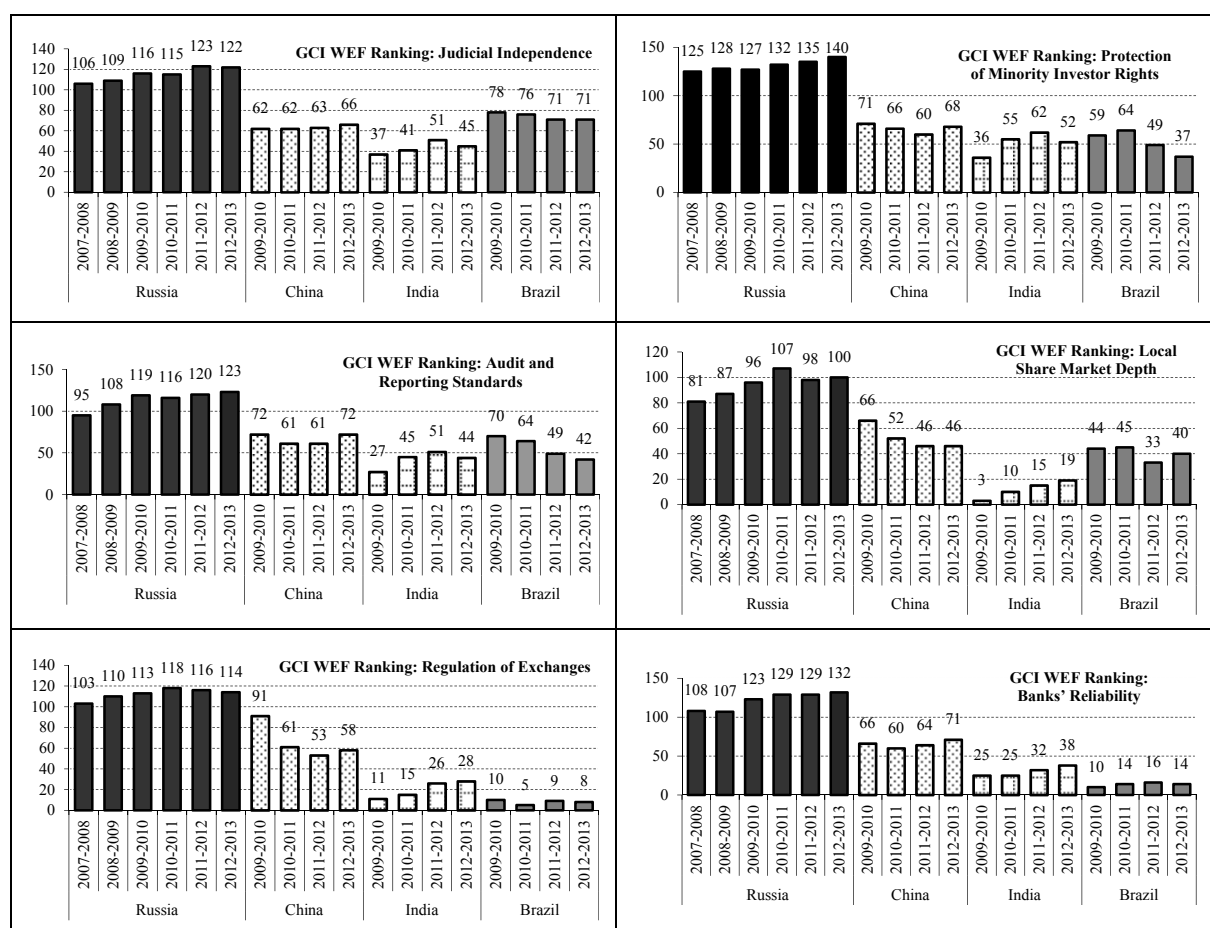 GCI WEF Ranking: Judicial Independence
140
120
100
80
60
40
20
0
106 109 116 115 123 122 62 62 63 66 37 41 51 45 78 76 71 71
2007-2008 2008-2009 2009-2010 2010-2011 2011-2012 2012-2013 2009-2010 2010-2011 2011-2012 2012-2013 2009-2010 2010-2011 2011-2012 2012-2013 2009-2010 2010-2011 2011-2012 2012-2013
Russia China India Brazil
GCI WEF Ranking: Protection
of Minority Investor Rights
150
100
50
0
125 128 127 132 135 140 71 66 60 68 36 55 62 52 59 64 49 37
2007-2008 2008-2009 2009-2010 2010-2011 2011-2012 2012-2013 2009-2010 2010-2011 2011-2012 2012-2013 2009-2010 2010-2011 2011-2012 2012-2013 2009-2010 2010-2011 2011-2012 2012-2013
Russia China India Brazil
GCI WEF Ranking: Audit and
Reporting Standards
150
100
50
0
95 108 119 116 120 123 72 61 61 72 27 45 51 44 70 64 49 42
2007-2008 2008-2009 2009-2010 2010-2011 2011-2012 2012-2013 2009-2010 2010-2011 2011-2012 2012-2013 2009-2010 2010-2011 2011-2012 2012-2013 2009-2010 2010-2011 2011-2012 2012-2013
Russia China India Brazil
GCI WEF Ranking: Local
Share Market Depth
120
100
80
60
40
20
0
81 87 96 107 98 100 66 52 46 46 3 10 15 19 44 45 33 40
2007-2008 2008-2009 2009-2010 2010-2011 2011-2012 2012-2013 2009-2010 2010-2011 2011-2012 2012-2013 2009-2010 2010-2011 2011-2012 2012-2013 2009-2010 2010-2011 2011-2012 2012-2013
Russia China India Brazil
GCI WEF Ranking: Regulation of Exchanges
140
120
100
80
60
40
20
0
103 110 113 118 116 114 91 61 53 58 11 15 26 28 10 5 9 8
2007-2008 2008-2009 2009-2010 2010-2011 2011-2012 2012-2013 2009-2010 2010-2011 2011-2012 2012-2013 2009-2010 2010-2011 2011-2012 2012-2013 2009-2010 2010-2011 2011-2012 2012-2013
Russia China India Brazil
GCI WEF Ranking:
Banks’ Reliability
150
100
50
0
108 107 123 129 129 132 66 60 64 71 25 25 32 38 10 14 16 14
2007-2008 2008-2009 2009-2010 2010-2011 2011-2012 2012-2013 2009-2010 2010-2011 2011-2012 2012-2013 2009-2010 2010-2011 2011-2012 2012-2013 2009-2010 2010-2011 2011-2012 2012-2013
Russia China India Brazil